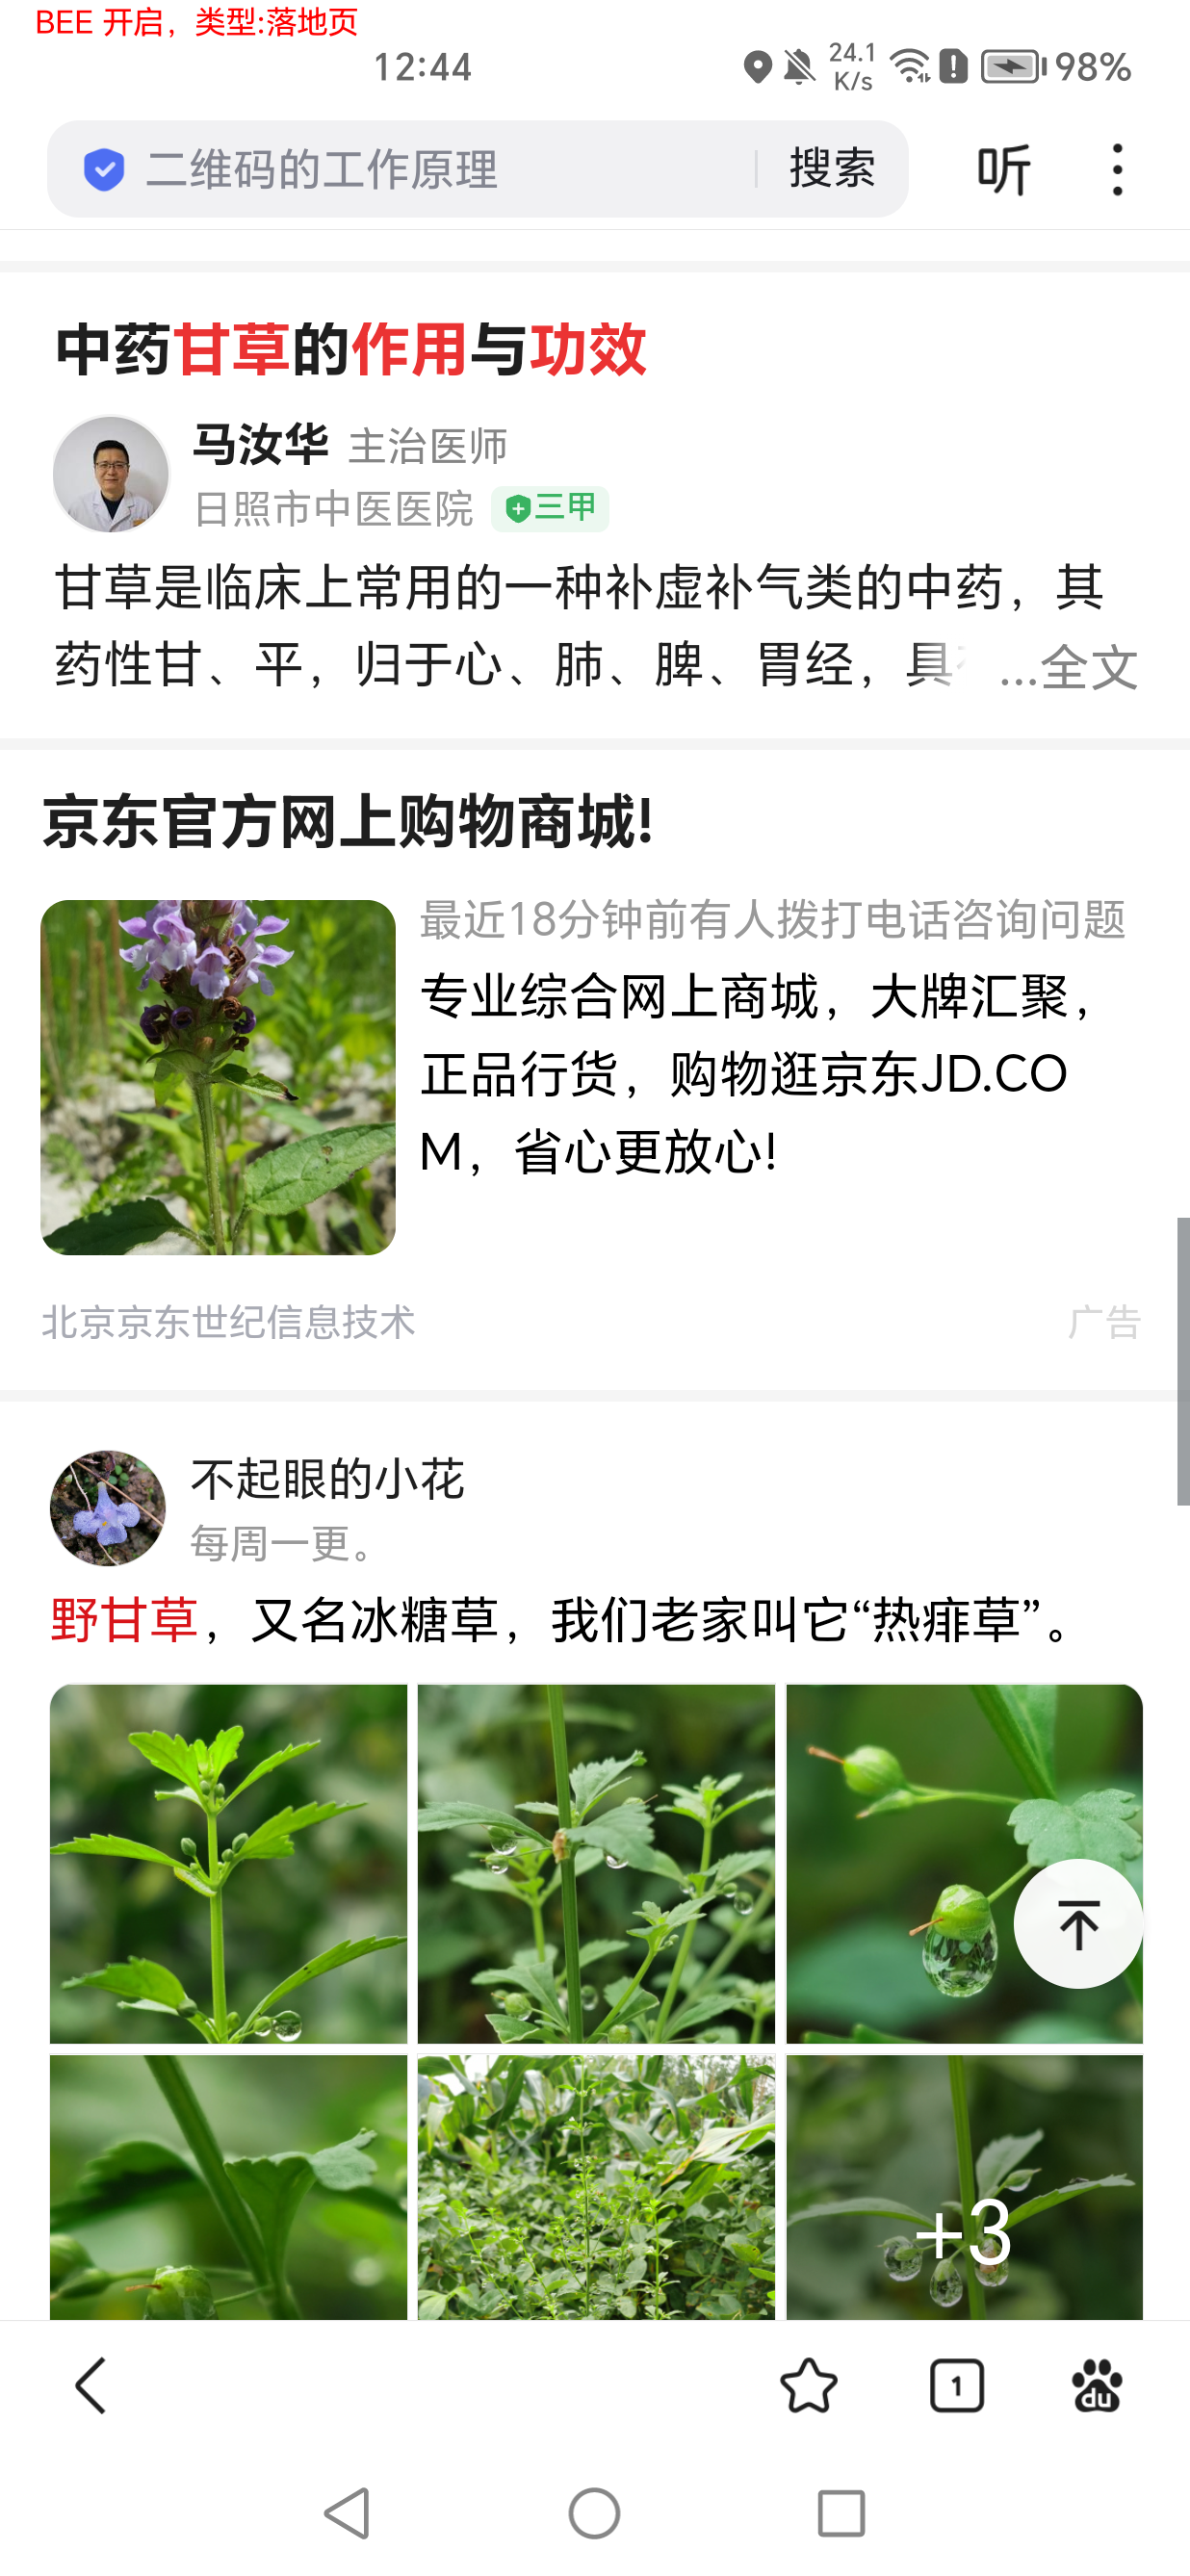 BEE 开启，类型:落地页
12:44
24.1
K/s
98%
二维码的工作原理
搜索
听
中药甘草的作用与功效
马汝华 主治医师
日照市中医医院 三甲
甘草是临床上常用的一种补虚补气类的中药，其
药性甘、平，归于心、肺、脾、胃经，具 ...全文
京东官方网上购物商城!
最近18分钟前有人拨打电话咨询问题
专业综合网上商城，大牌汇聚，
正品行货，购物逛京东JD.CO
M，省心更放心!
北京京东世纪信息技术
广告
不起眼的小花
每周一更。
野甘草，又名冰糖草，我们老家叫它“热痱草”。
+3
1
du